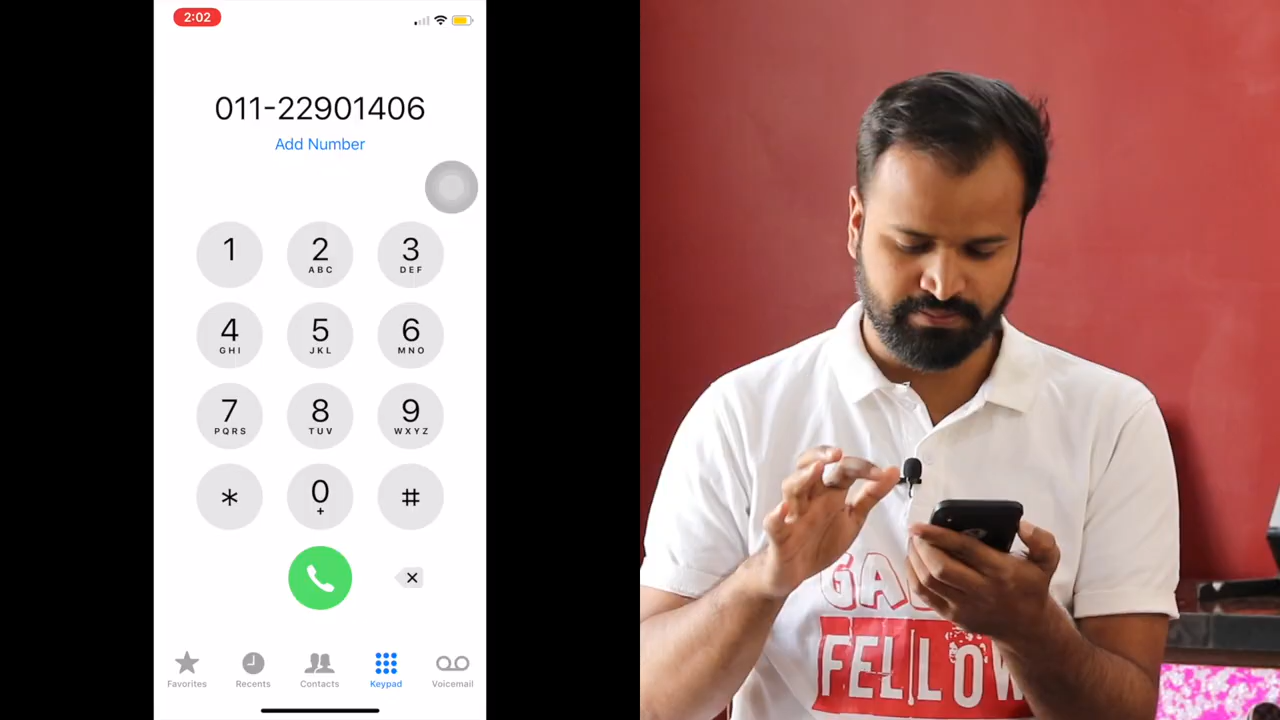 2:02
011-22901406
Add Number
1
2
ABC
3
DEF
4
GHI
5
JKL
6
MNO
7
PQRS
8
TUV
9
WXYZ
*
0
+
#
Favorites
Recents
Contacts
Keypad
Voicemail
FELLOW